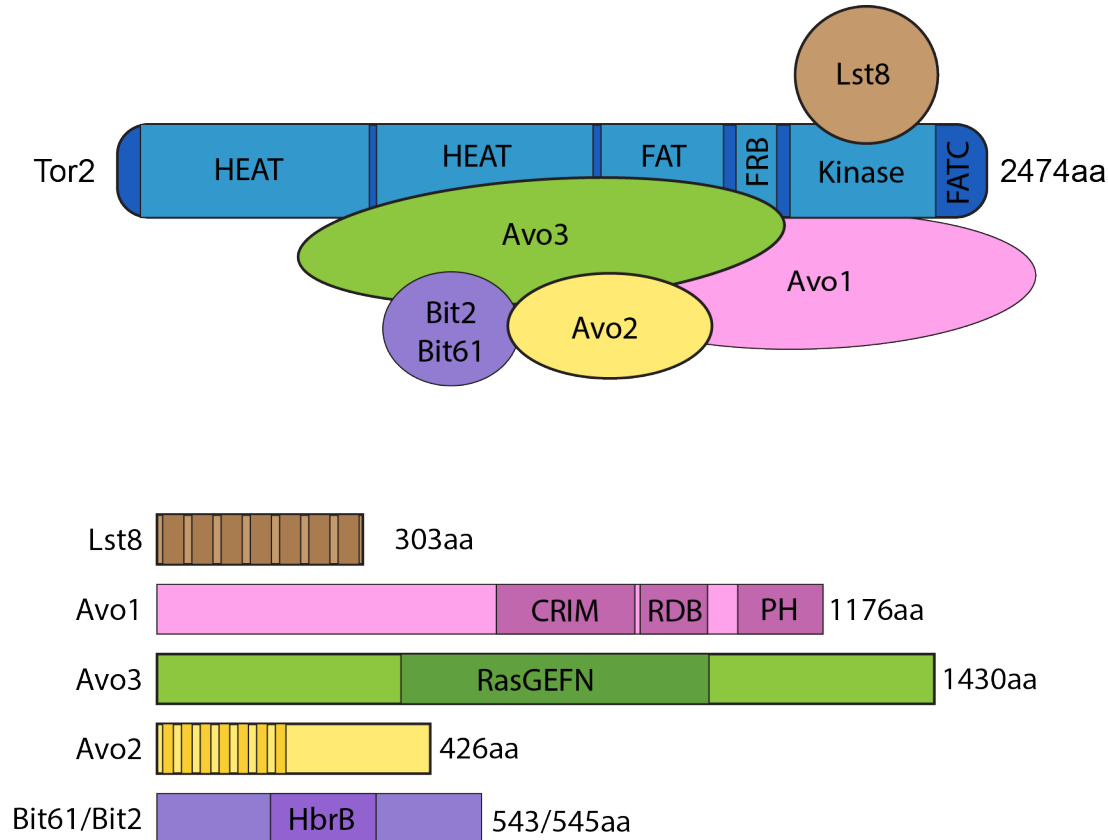 Lst8
Tor2 HEAT HEAT FAT FRB Kinase FATC 2474aa
Avo3
Avo1
Bit2
Bit61
Avo2
Lst8 303aa
Avo1 CRIM RDB PH 1176aa
Avo3 RasGEFN 1430aa
Avo2 426aa
Bit61/Bit2 HbrB 543/545aa